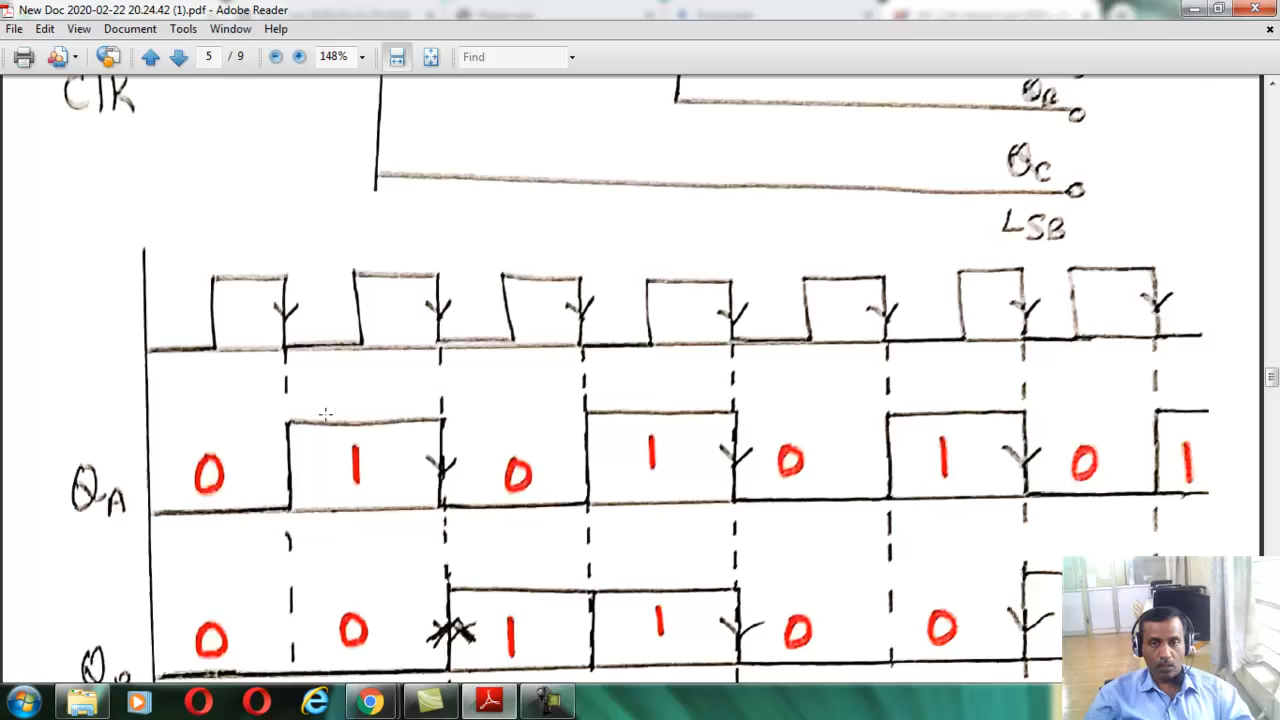 New Doc 2020-02-22 20.24.42 (1).pdf - Adobe Reader
File Edit View Document Tools Window Help
5 / 9 148% Find
Clk
QB
QC
LSB
QA 0 1 0 1 0 1 0 1
0 0 1 1 0 0